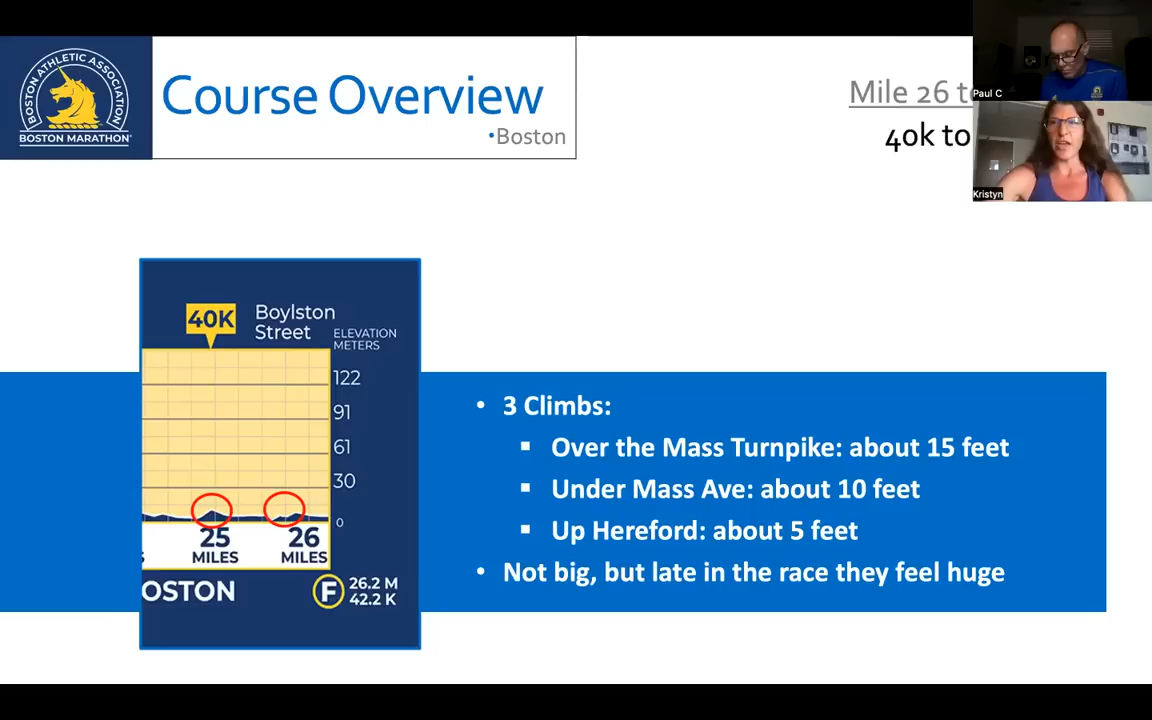 BOSTON ATHLETIC ASSOCIATION
BOSTON MARATHON
Course Overview
•Boston
Mile 26 to
40k to
Paul C
Kristyn
40K
Boylston
Street
ELEVATION
METERS
122
91
61
30
0
25
MILES
26
MILES
OSTON
F
26.2 M
42.2 K
• 3 Climbs:
▪ Over the Mass Turnpike: about 15 feet
▪ Under Mass Ave: about 10 feet
▪ Up Hereford: about 5 feet
• Not big, but late in the race they feel huge